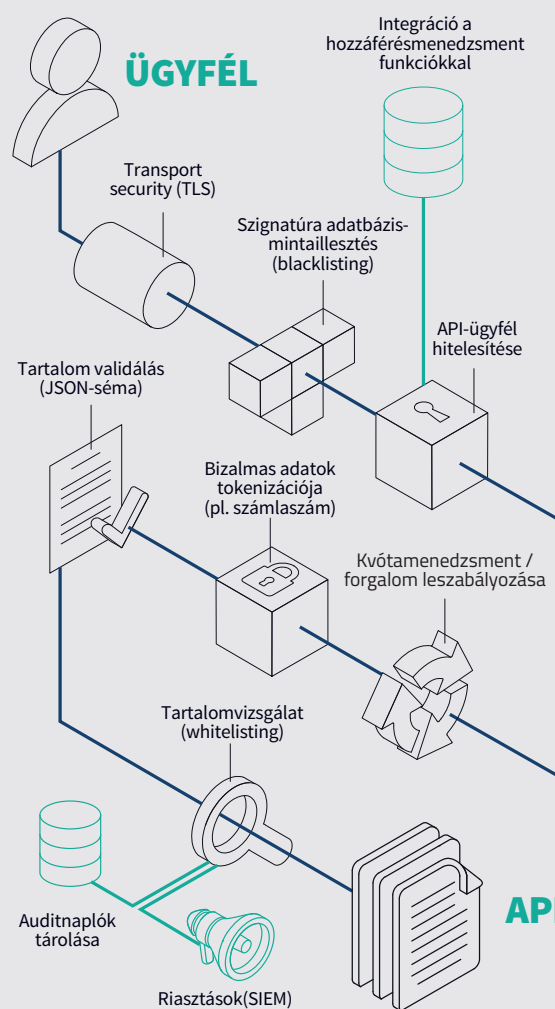 ÜGYFÉL
Integráció a
hozzáférésmenedzsment
funkciókkal
Transport
security (TLS)
Szignatúra adatbázis-
mintaillesztés
(blacklisting)
API-ügyfél
hitelesítése
Tartalom validálás
(JSON-séma)
Bizalmas adatok
tokenizációja
(pl. számlaszám)
Kvótamenedzsment /
forgalom leszabályozása
Tartalomvizsgálat
(whitelisting)
Auditnaplók
tárolása
Riasztások(SIEM)
API